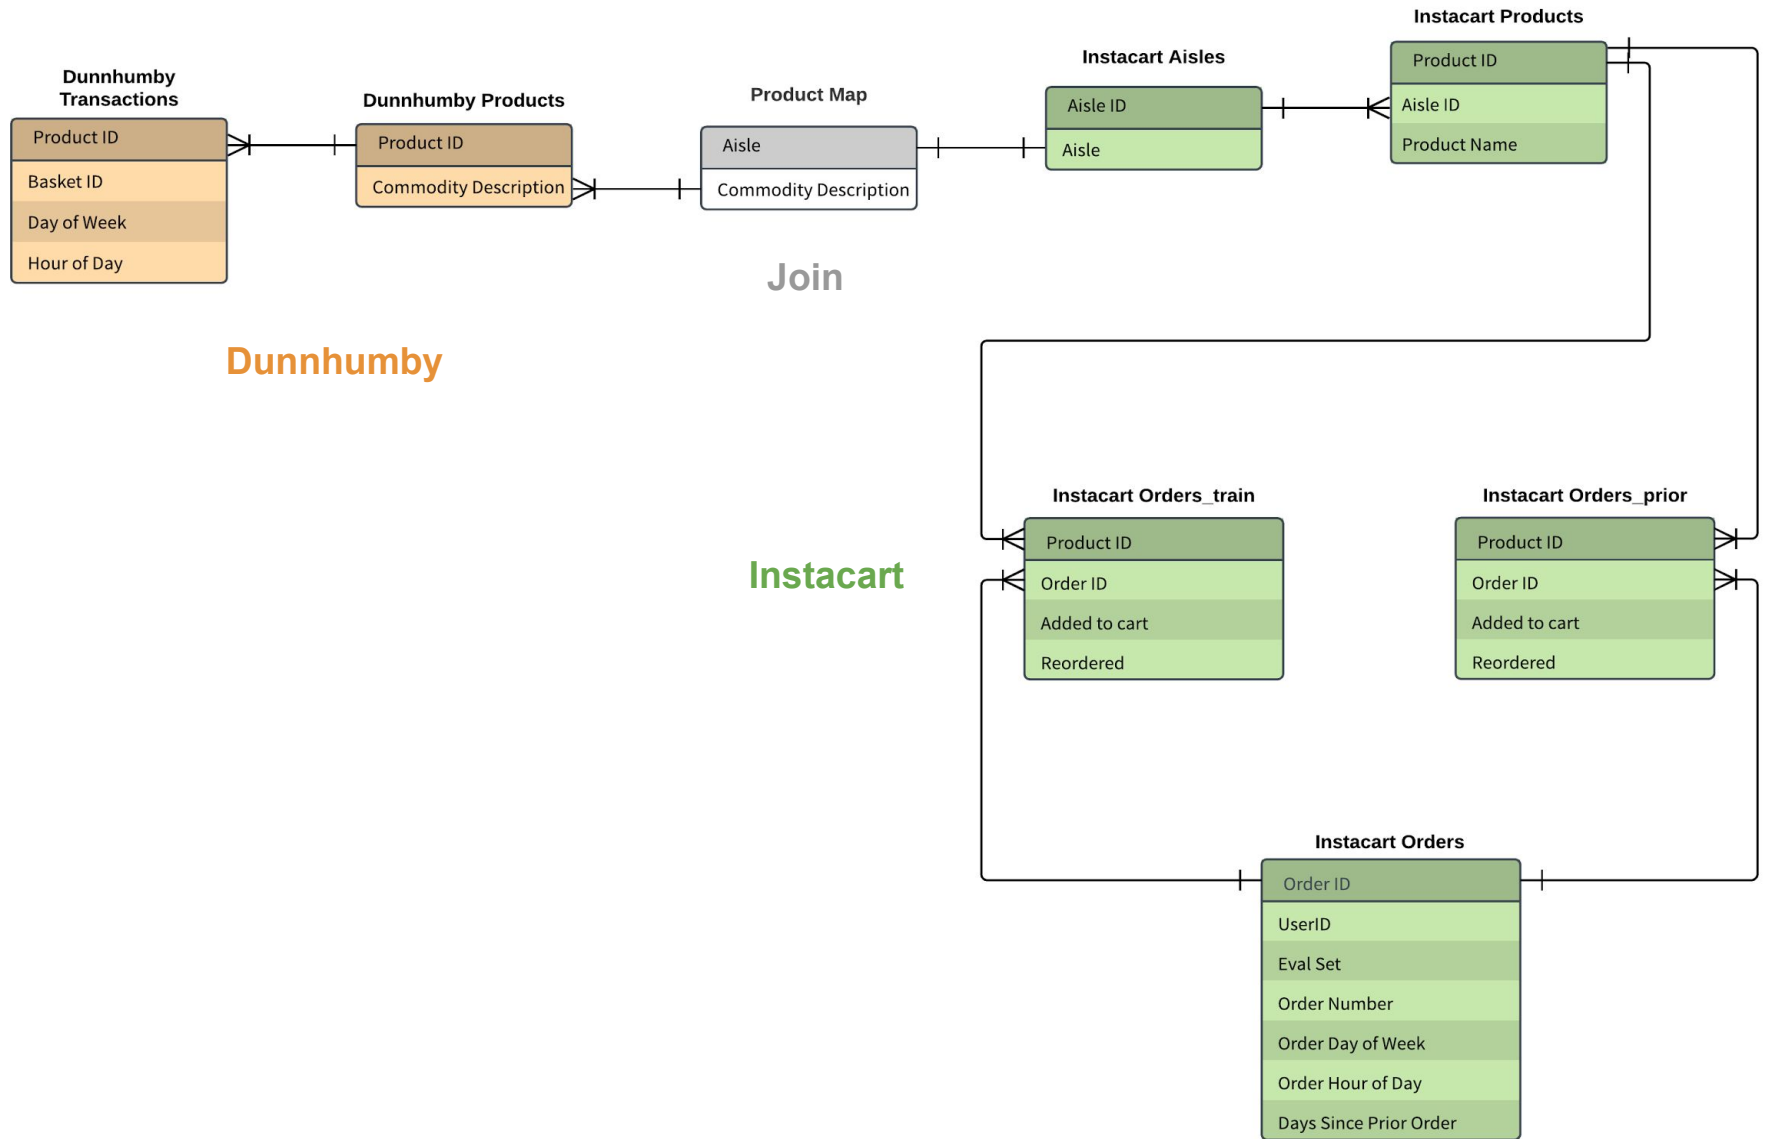 Dunnhumby
Transactions
Product ID
Basket ID
Day of Week
Hour of Day
Dunnhumby Products
Product ID
Commodity Description
Product Map
Aisle
Commodity Description
Instacart Aisles
Aisle ID
Aisle
Instacart Products
Product ID
Aisle ID
Product Name
Join
Dunnhumby
Instacart
Instacart Orders_train
Product ID
Order ID
Added to cart
Reordered
Instacart Orders_prior
Product ID
Order ID
Added to cart
Reordered
Instacart Orders
Order ID
UserID
Eval Set
Order Number
Order Day of Week
Order Hour of Day
Days Since Prior Order